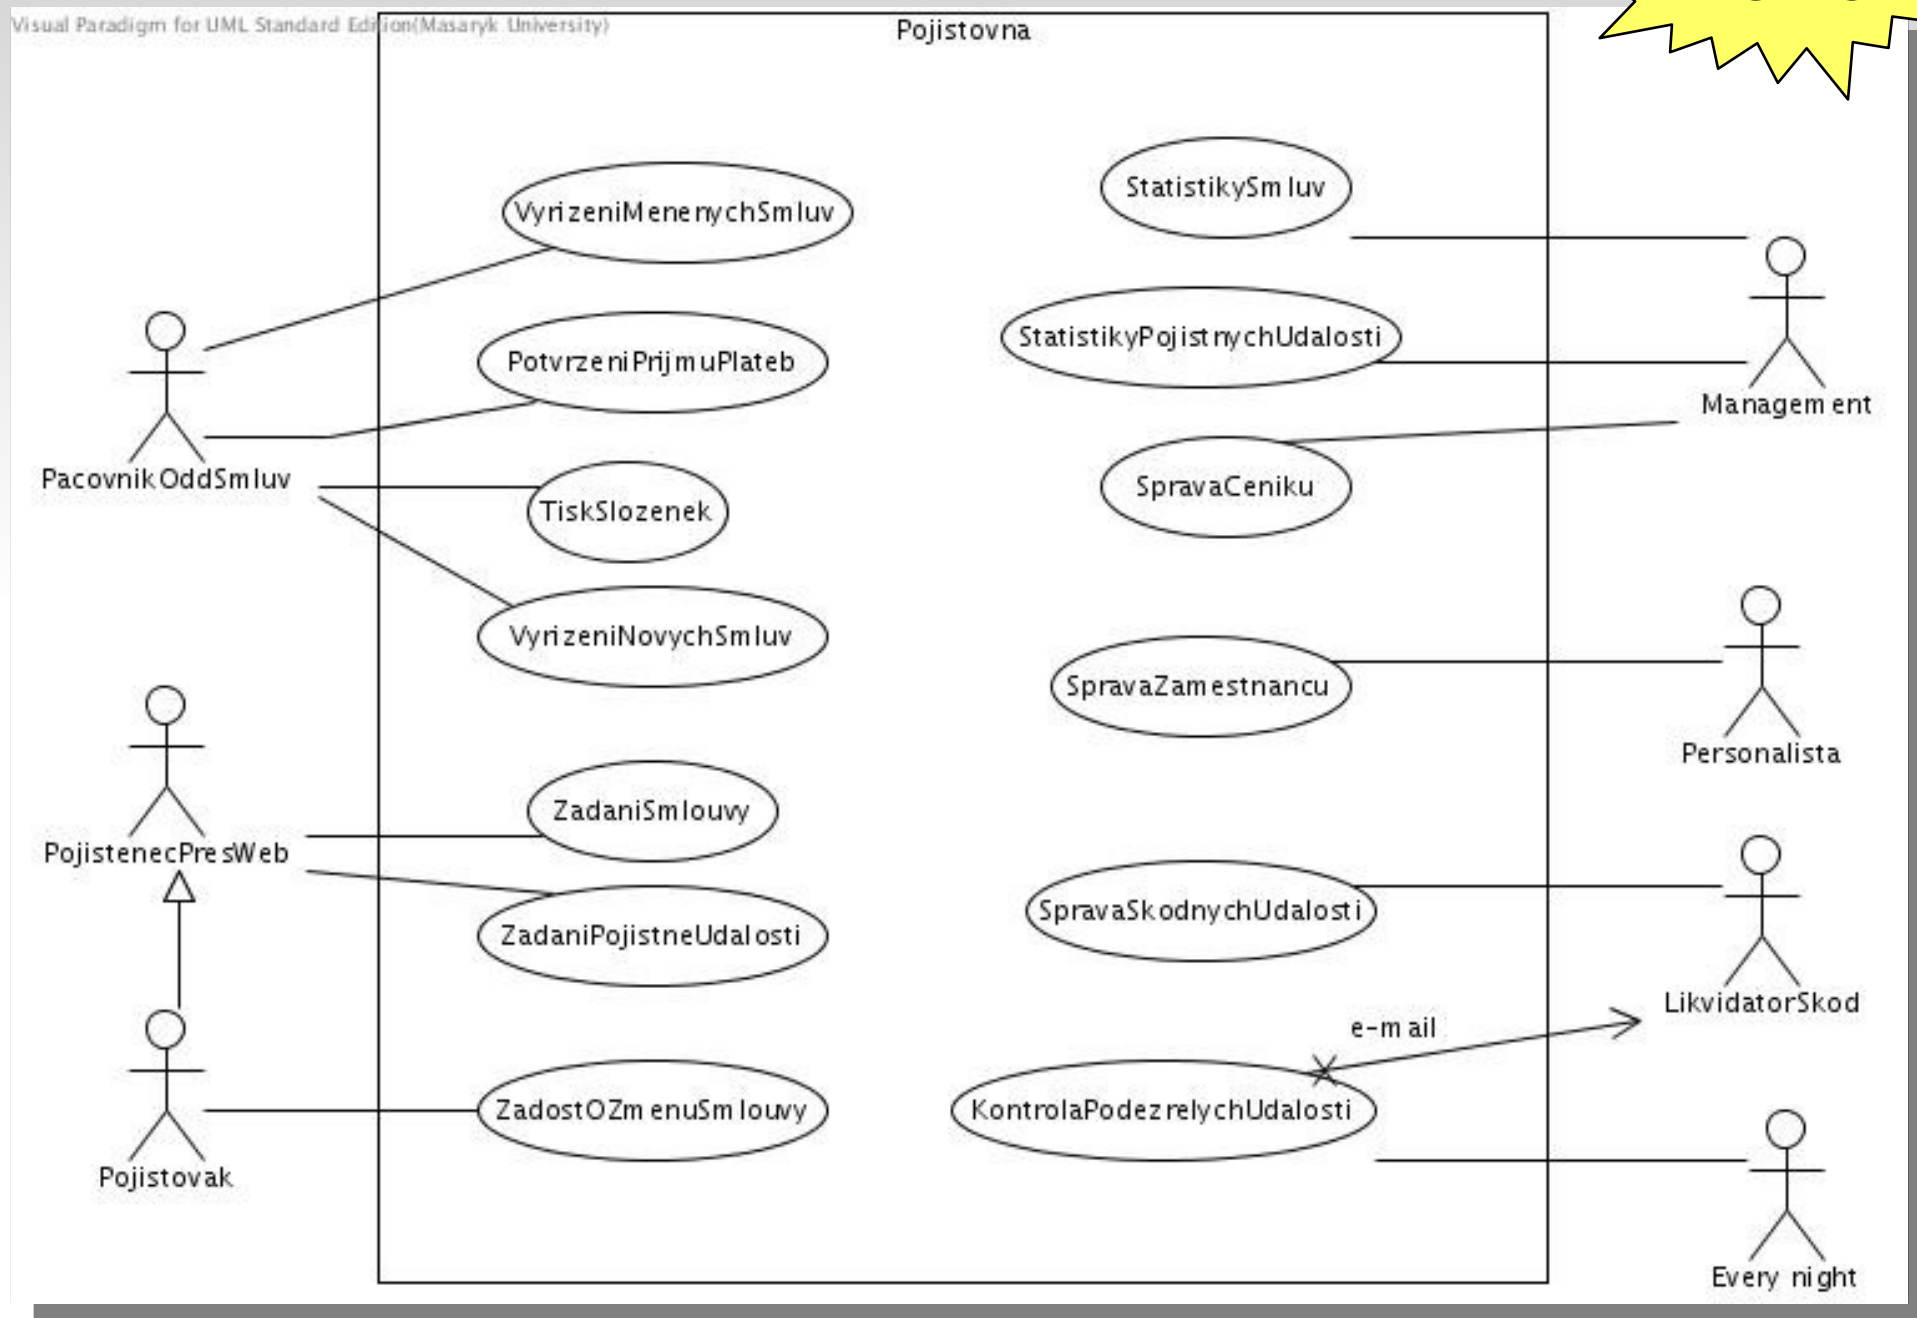 Visual Paradigm for UML Standard Edition(Masaryk University)
Pojistovna
VyrizeniMenenychSmluv
StatistikySmluv
PotvrzeniPrijmuPlateb
StatistikyPojistnychUdalosti
Management
PacovnikOddSmluv
TiskSlozenek
SpravaCeniku
VyrizeniNovychSmluv
SpravaZamestnancu
Personalista
PojistenecPresWeb
ZadaniSmlouvy
ZadaniPojistneUdalosti
SpravaSkodnychUdalosti
LikvidatorSkod
e-mail
Pojistovak
ZadostOZmenuSmlouvy
KontrolaPodezrelychUdalosti
Every night